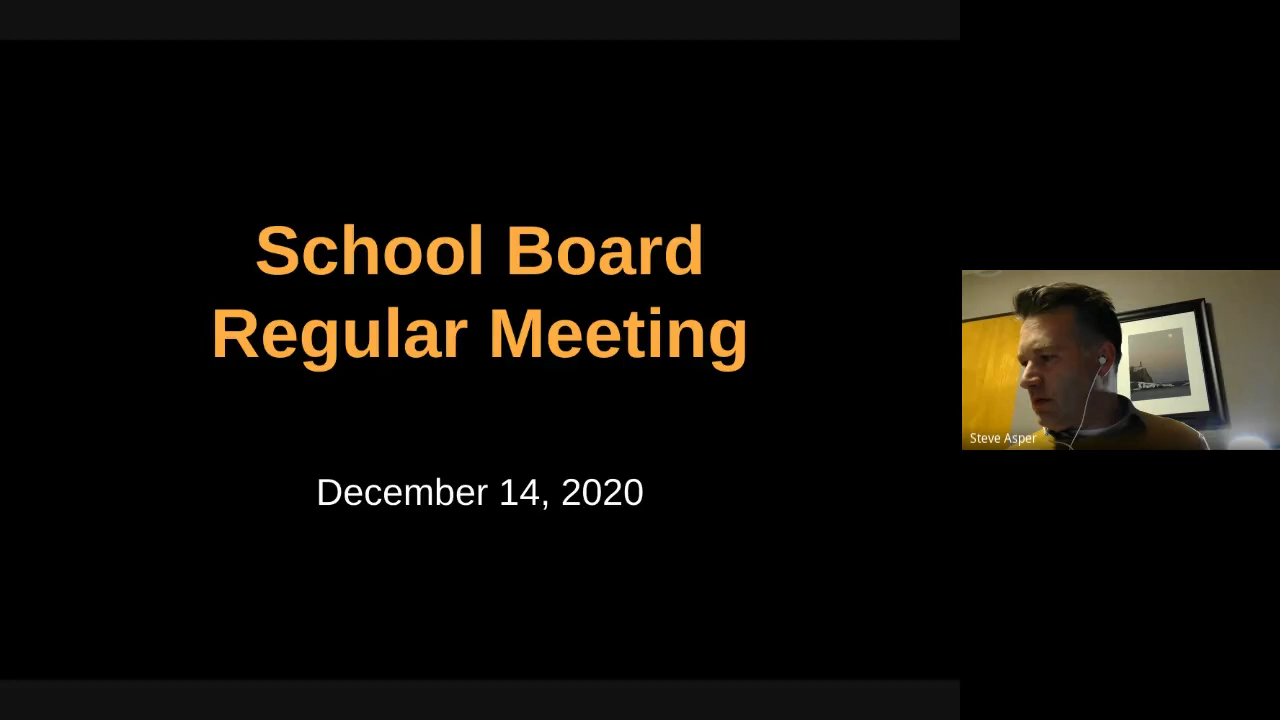 School Board
Regular Meeting
December 14, 2020
Steve Asper